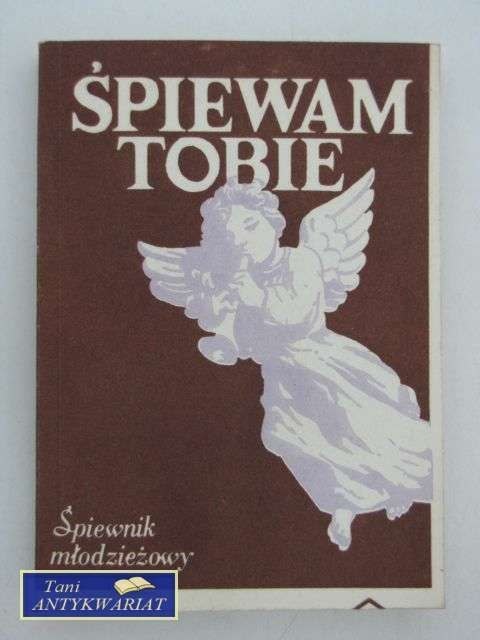 ŚPIEWAM
TOBIE
Śpiewnik
młodzieżowy
Tani
ANTYKWARIAT